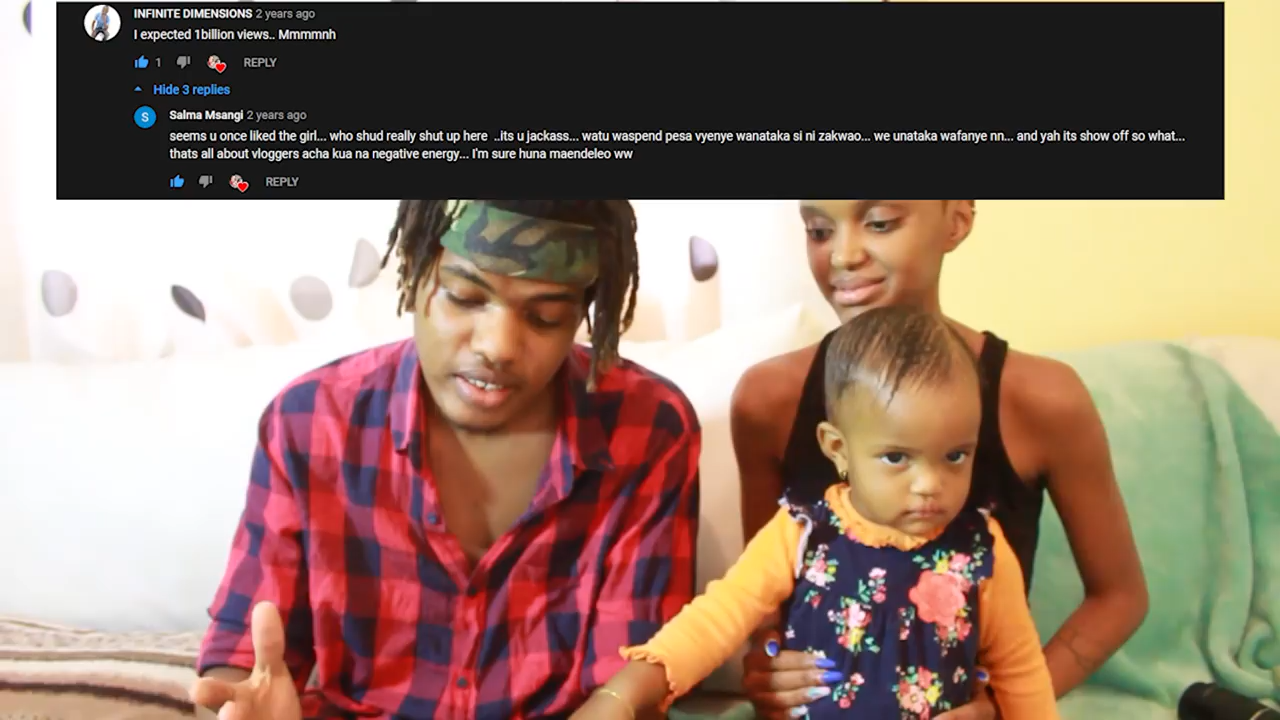 INFINITE DIMENSIONS 2 years ago
I expected 1billion views.. Mmmmnh
1 REPLY
Hide 3 replies
S
Salma Msangi 2 years ago
seems u once liked the girl... who shud really shut up here ..its u jackass... watu waspend pesa vyenye wanataka si ni zakwao... we unataka wafanye nn... and yah its show off so what...
thats all about vloggers acha kua na negative energy... I'm sure huna maendeleo ww
REPLY